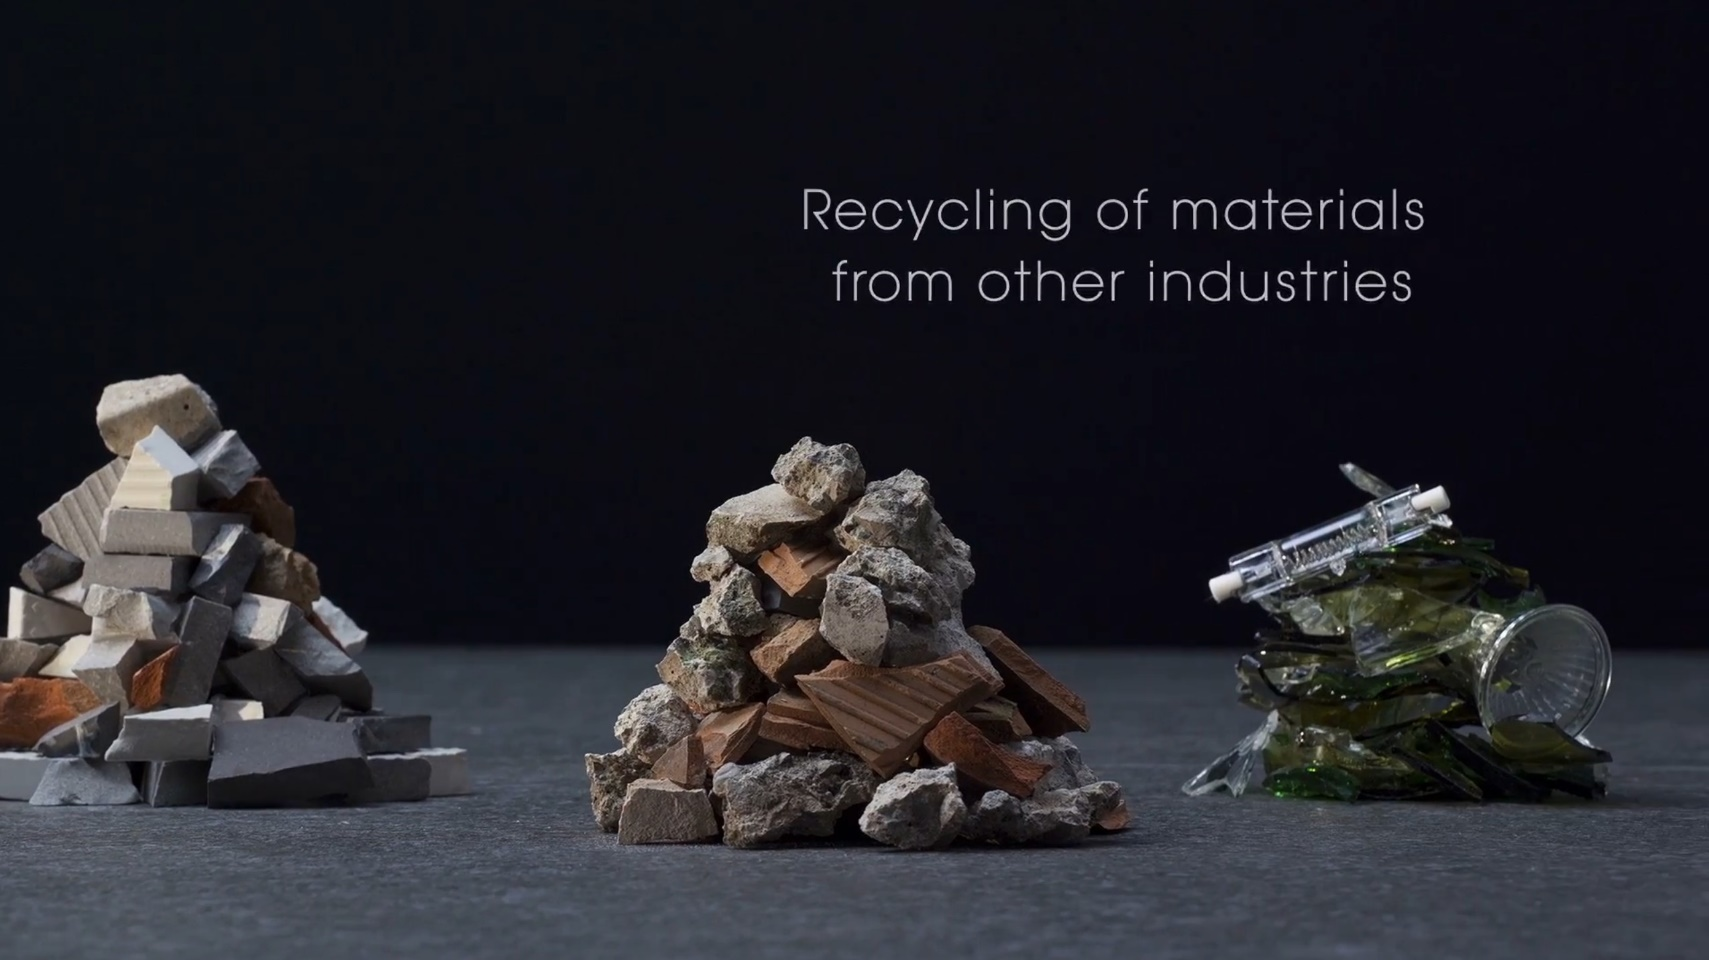 Recycling of materials
from other industries